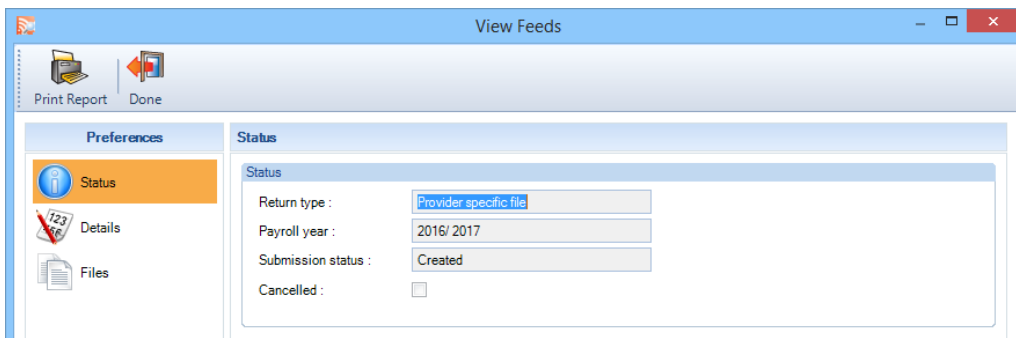 View Feeds
Print Report Done
Preferences
Status
Details
Files
Status
Status
Return type : Provider specific file
Payroll year : 2016/ 2017
Submission status : Created
Cancelled :